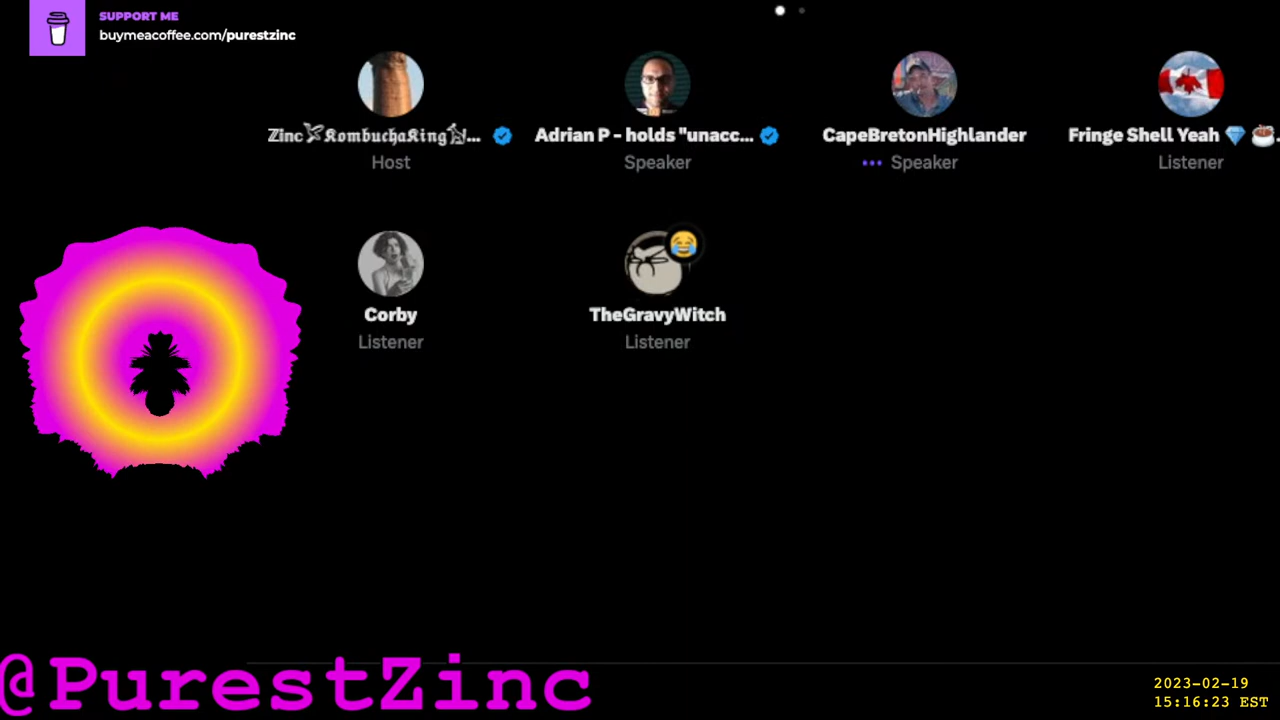 SUPPORT ME
buymeacoffee.com/purestzinc
ℤ𝕚𝕟𝕔🕊𝕶𝖔𝖒𝖇𝖚𝖈𝖍𝖆𝕶𝖎𝖓𝖌...
Host
Adrian P - holds "unacc...
Speaker
CapeBretonHighlander
Speaker
Fringe Shell Yeah 💎 ☕
Listener
Corby
Listener
TheGravyWitch
Listener
@PurestZinc
2023-02-19
15:16:23 EST